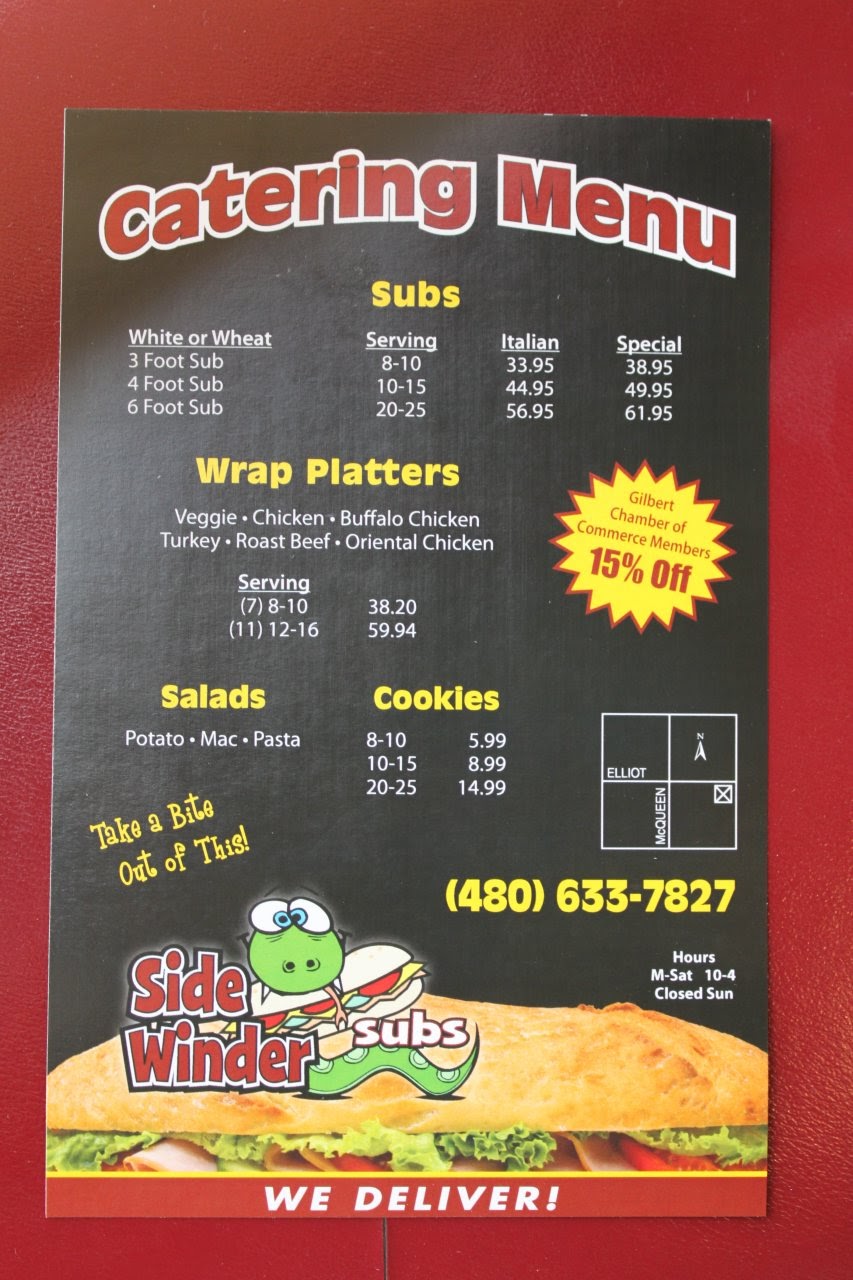 Catering Menu
Subs
White or Wheat Serving Italian Special
3 Foot Sub 8-10 33.95 38.95
4 Foot Sub 10-15 44.95 49.95
6 Foot Sub 20-25 56.95 61.95
Wrap Platters
Veggie • Chicken • Buffalo Chicken
Turkey • Roast Beef • Oriental Chicken
Serving
(7) 8-10 38.20
(11) 12-16 59.94
Gilbert
Chamber of
Commerce Members
15% Off
Salads
Potato • Mac • Pasta
Cookies
8-10 5.99
10-15 8.99
20-25 14.99
N
ELLIOT
McQUEEN
Take a Bite
Out of This!
(480) 633-7827
Hours
M-Sat 10-4
Closed Sun
Side
Winder
subs
WE DELIVER!